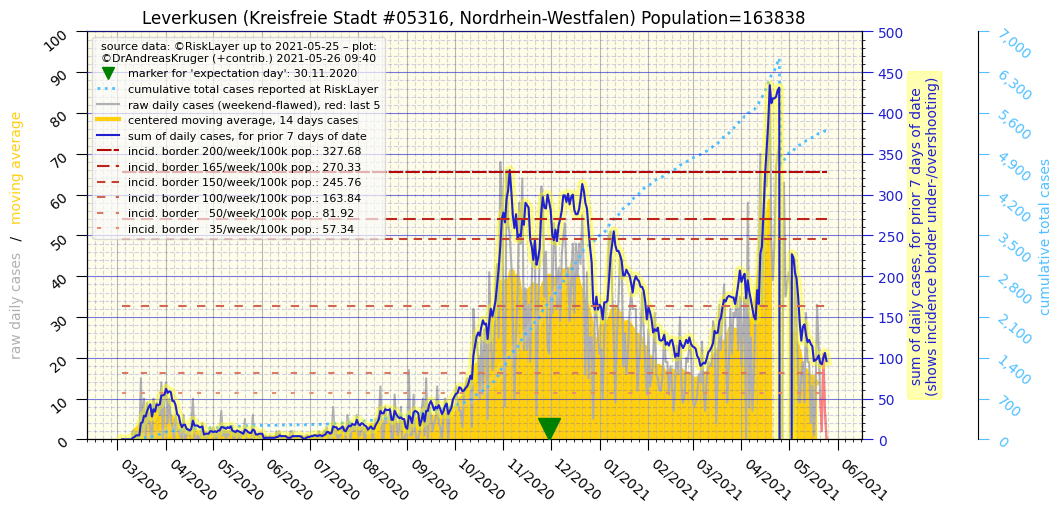 Leverkusen (Kreisfreie Stadt #05316, Nordrhein-Westfalen) Population=163838
source data: ©RiskLayer up to 2021-05-25 – plot:
©DrAndreasKruger (+contrib.) 2021-05-26 09:40
marker for 'expectation day': 30.11.2020
cumulative total cases reported at RiskLayer
raw daily cases (weekend-flawed), red: last 5
centered moving average, 14 days cases
sum of daily cases, for prior 7 days of date
incid. border 200/week/100k pop.: 327.68
incid. border 165/week/100k pop.: 270.33
incid. border 150/week/100k pop.: 245.76
incid. border 100/week/100k pop.: 163.84
incid. border   50/week/100k pop.: 81.92
incid. border   35/week/100k pop.: 57.34
raw daily cases / moving average
100
90
80
70
60
50
40
30
20
10
0
03/2020
04/2020
05/2020
06/2020
07/2020
08/2020
09/2020
10/2020
11/2020
12/2020
01/2021
02/2021
03/2021
04/2021
05/2021
06/2021
500
450
400
350
300
250
200
150
100
50
0
sum of daily cases, for prior 7 days of date
(shows incidence border under-/overshooting)
7,000
6,300
5,600
4,900
4,200
3,500
2,800
2,100
1,400
700
0
cumulative total cases